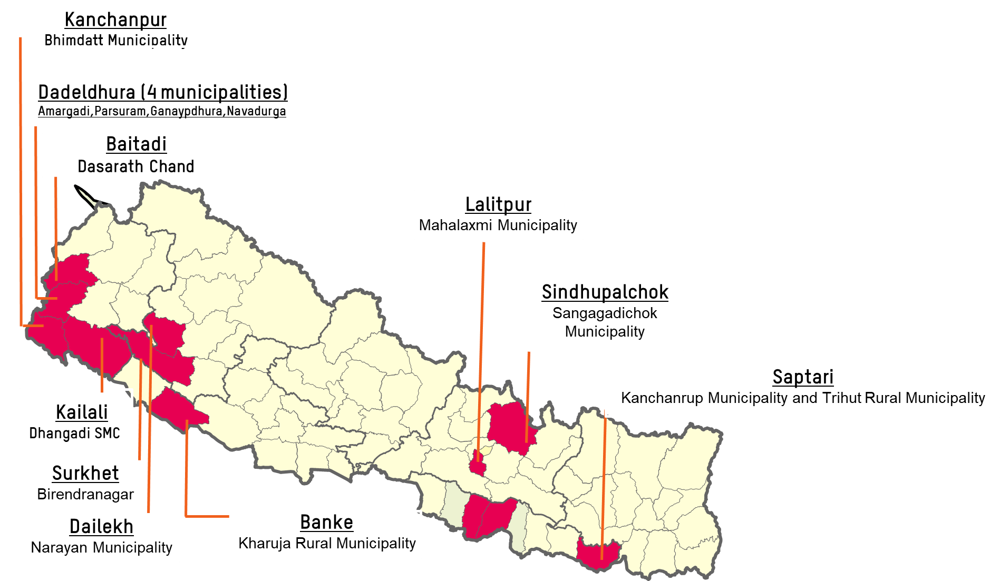 Kanchanpur
Bhimdatt Municipality
Dadeldhura (4 municipalities)
Amargadi,Parsuram,Ganaypdhura,Navadurga
Baitadi
Dasarath Chand
Lalitpur
Mahalaxmi Municipality
Sindhupalchok
Sangagadichok
Municipality
Saptari
Kanchanrup Municipality and Trihut Rural Municipality
Kailali
Dhangadi SMC
Surkhet
Birendranagar
Dailekh
Narayan Municipality
Banke
Kharuja Rural Municipality